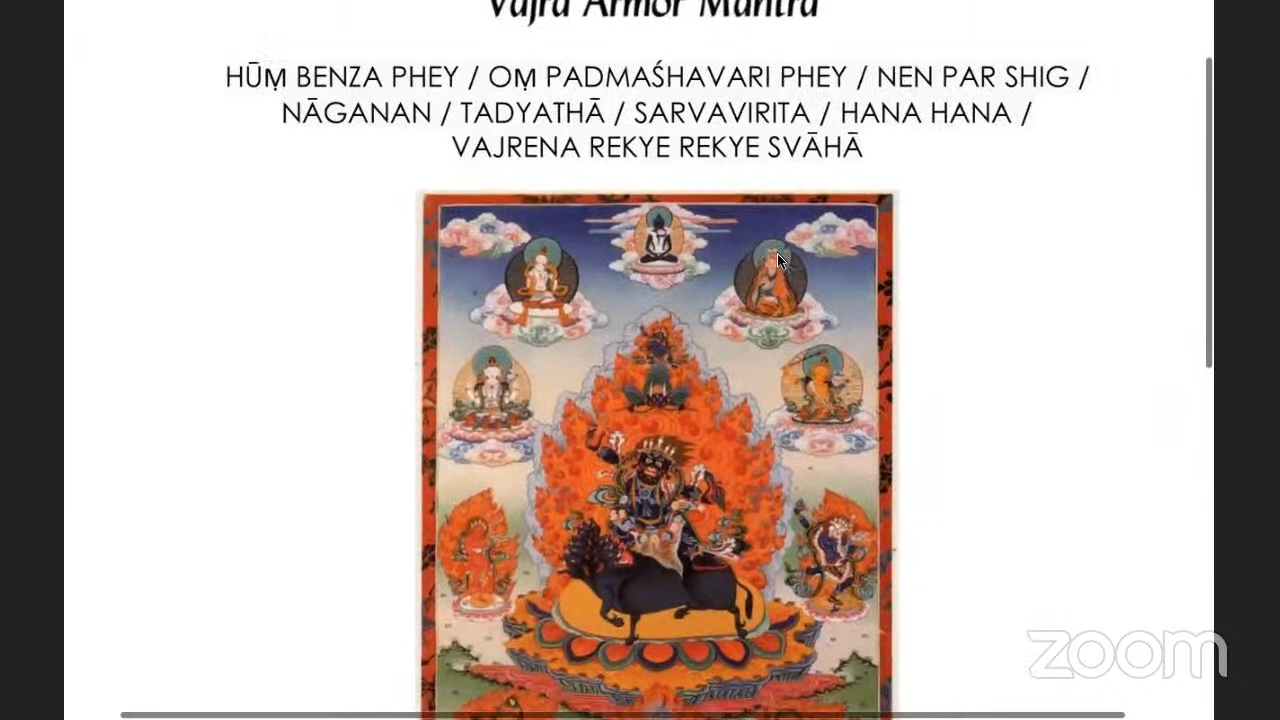 Vajra Armor Mantra
HŪṂ BENZA PHEY / OṂ PADMAŚHAVARI PHEY / NEN PAR SHIG /
NĀGANAN / TADYATHĀ / SARVAVIRITA / HANA HANA /
VAJRENA REKYE REKYE SVĀHĀ
zoom